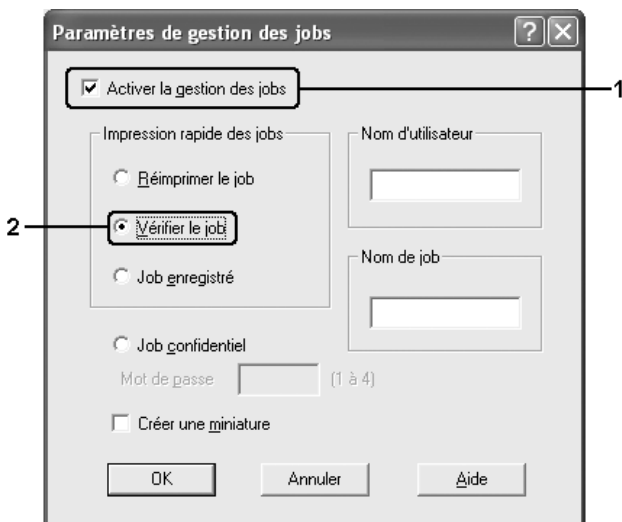 Paramètres de gestion des jobs
Activer la gestion des jobs
1
Impression rapide des jobs
Réimprimer le job
2
Vérifier le job
Job enregistré
Nom d'utilisateur
Nom de job
Job confidentiel
Mot de passe (1 à 4)
Créer une miniature
OK Annuler Aide